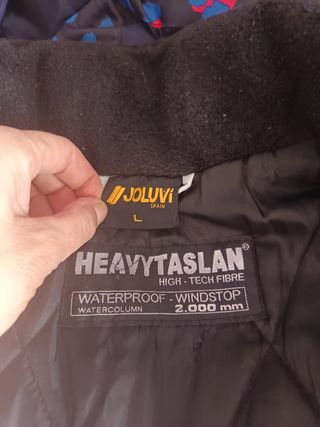 JOLUVI
SPAIN
L
HEAVYTASLAN®
HIGH - TECH FIBRE
WATERPROOF - WINDSTOP
WATERCOLUMN 2.000 mm